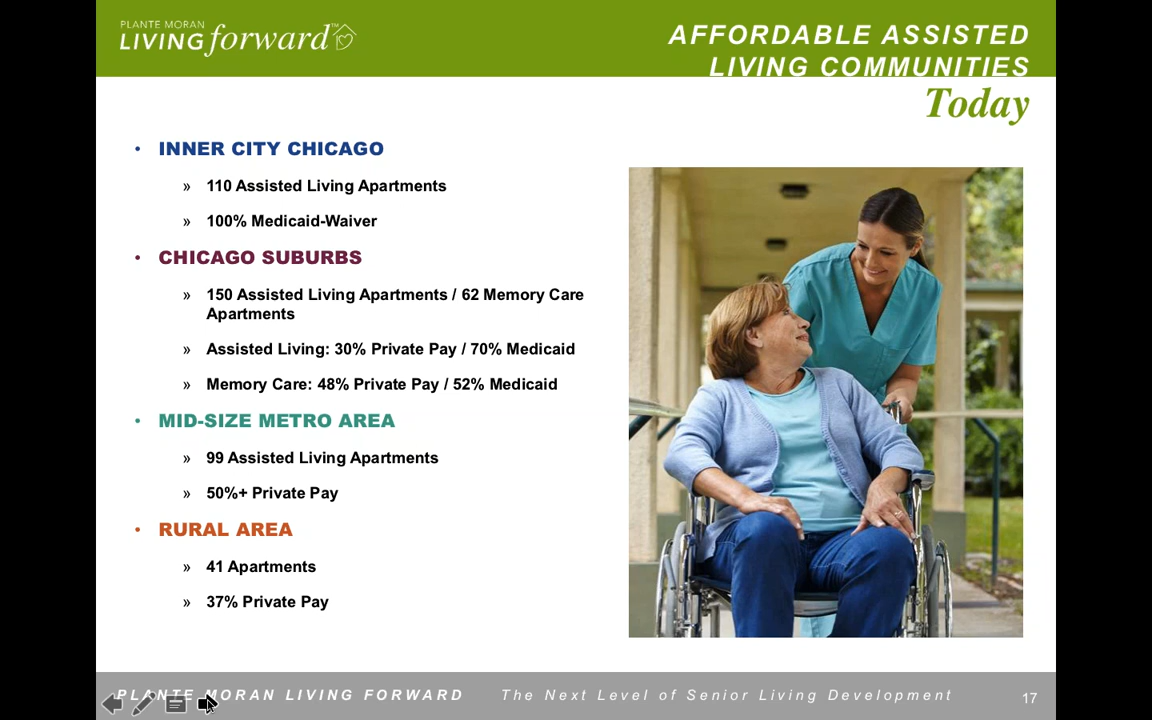 PLANTE MORAN
LIVING forward™
AFFORDABLE ASSISTED
LIVING COMMUNITIES
Today
• INNER CITY CHICAGO
» 110 Assisted Living Apartments
» 100% Medicaid-Waiver
• CHICAGO SUBURBS
» 150 Assisted Living Apartments / 62 Memory Care
Apartments
» Assisted Living: 30% Private Pay / 70% Medicaid
» Memory Care: 48% Private Pay / 52% Medicaid
• MID-SIZE METRO AREA
» 99 Assisted Living Apartments
» 50%+ Private Pay
• RURAL AREA
» 41 Apartments
» 37% Private Pay
PLANTE MORAN LIVING FORWARD The Next Level of Senior Living Development 17